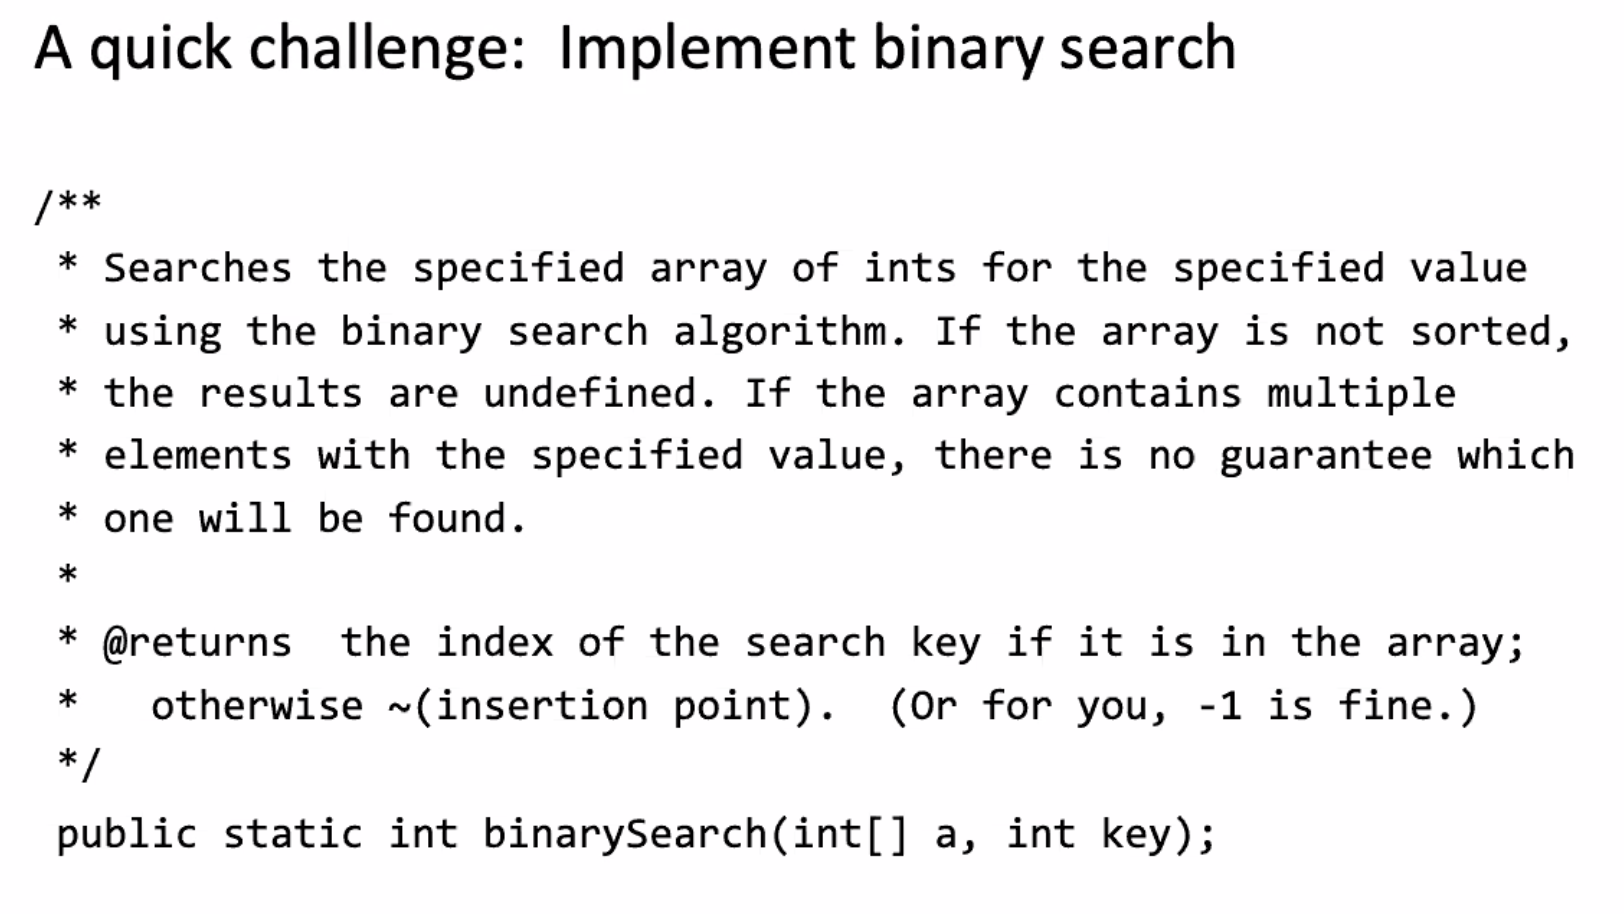 A quick challenge:  Implement binary search
/**
 * Searches the specified array of ints for the specified value
 * using the binary search algorithm. If the array is not sorted,
 * the results are undefined. If the array contains multiple
 * elements with the specified value, there is no guarantee which
 * one will be found.
 *
 * @returns  the index of the search key if it is in the array;
 *   otherwise ~(insertion point).  (Or for you, -1 is fine.)
 */
 public static int binarySearch(int[] a, int key);